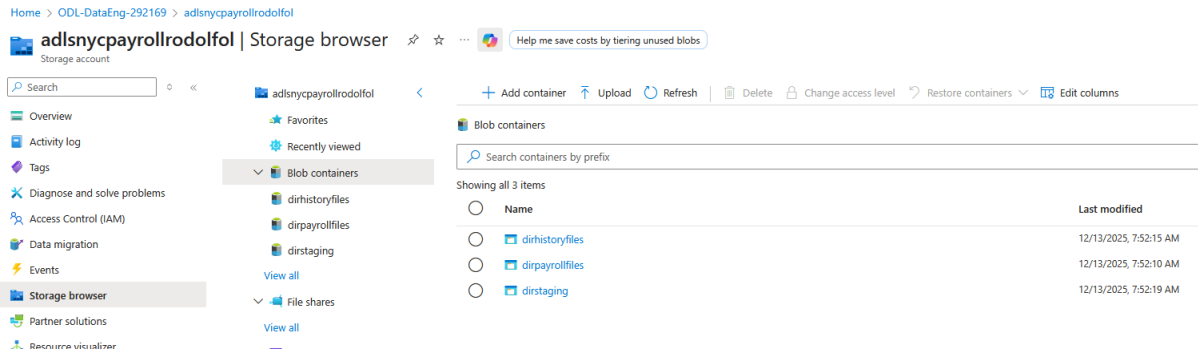 Home > ODL-DataEng-292169 > adlsnycpayrollrodolfol
adlsnycpayrollrodolfol | Storage browser
Help me save costs by tiering unused blobs
Storage account
Search
Overview
Activity log
Tags
Diagnose and solve problems
Access Control (IAM)
Data migration
Events
Storage browser
Partner solutions
Resource visualizer
adlsnycpayrollrodolfol
Favorites
Recently viewed
Blob containers
dirhistoryfiles
dirpayrollfiles
dirstaging
View all
File shares
View all
Add container Upload Refresh Delete Change access level Restore containers Edit columns
Blob containers
Search containers by prefix
Showing all 3 items
Name Last modified
dirhistoryfiles 12/13/2025, 7:52:15 AM
dirpayrollfiles 12/13/2025, 7:52:10 AM
dirstaging 12/13/2025, 7:52:19 AM